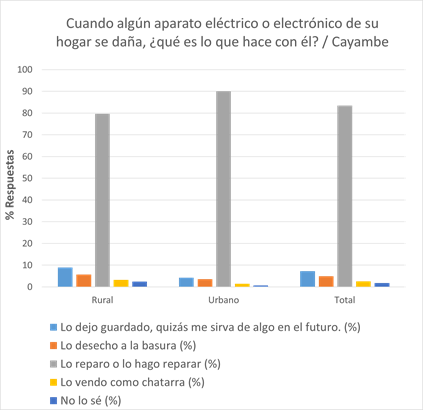 Cuando algún aparato eléctrico o electrónico de su
hogar se daña, ¿qué es lo que hace con él? / Cayambe
100
90
80
70
60
50
40
30
20
10
0
% Respuestas
Rural
Urbano
Total
Lo dejo guardado, quizás me sirva de algo en el futuro. (%)
Lo desecho a la basura (%)
Lo reparo o lo hago reparar (%)
Lo vendo como chatarra (%)
No lo sé (%)